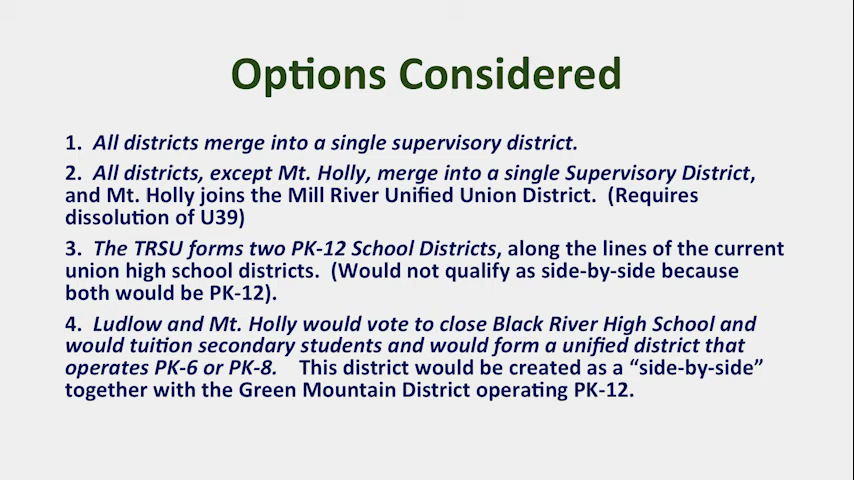 Options Considered
1. All districts merge into a single supervisory district.
2. All districts, except Mt. Holly, merge into a single Supervisory District,
and Mt. Holly joins the Mill River Unified Union District. (Requires
dissolution of U39)
3. The TRSU forms two PK-12 School Districts, along the lines of the current
union high school districts. (Would not qualify as side-by-side because
both would be PK-12).
4. Ludlow and Mt. Holly would vote to close Black River High School and
would tuition secondary students and would form a unified district that
operates PK-6 or PK-8. This district would be created as a “side-by-side”
together with the Green Mountain District operating PK-12.